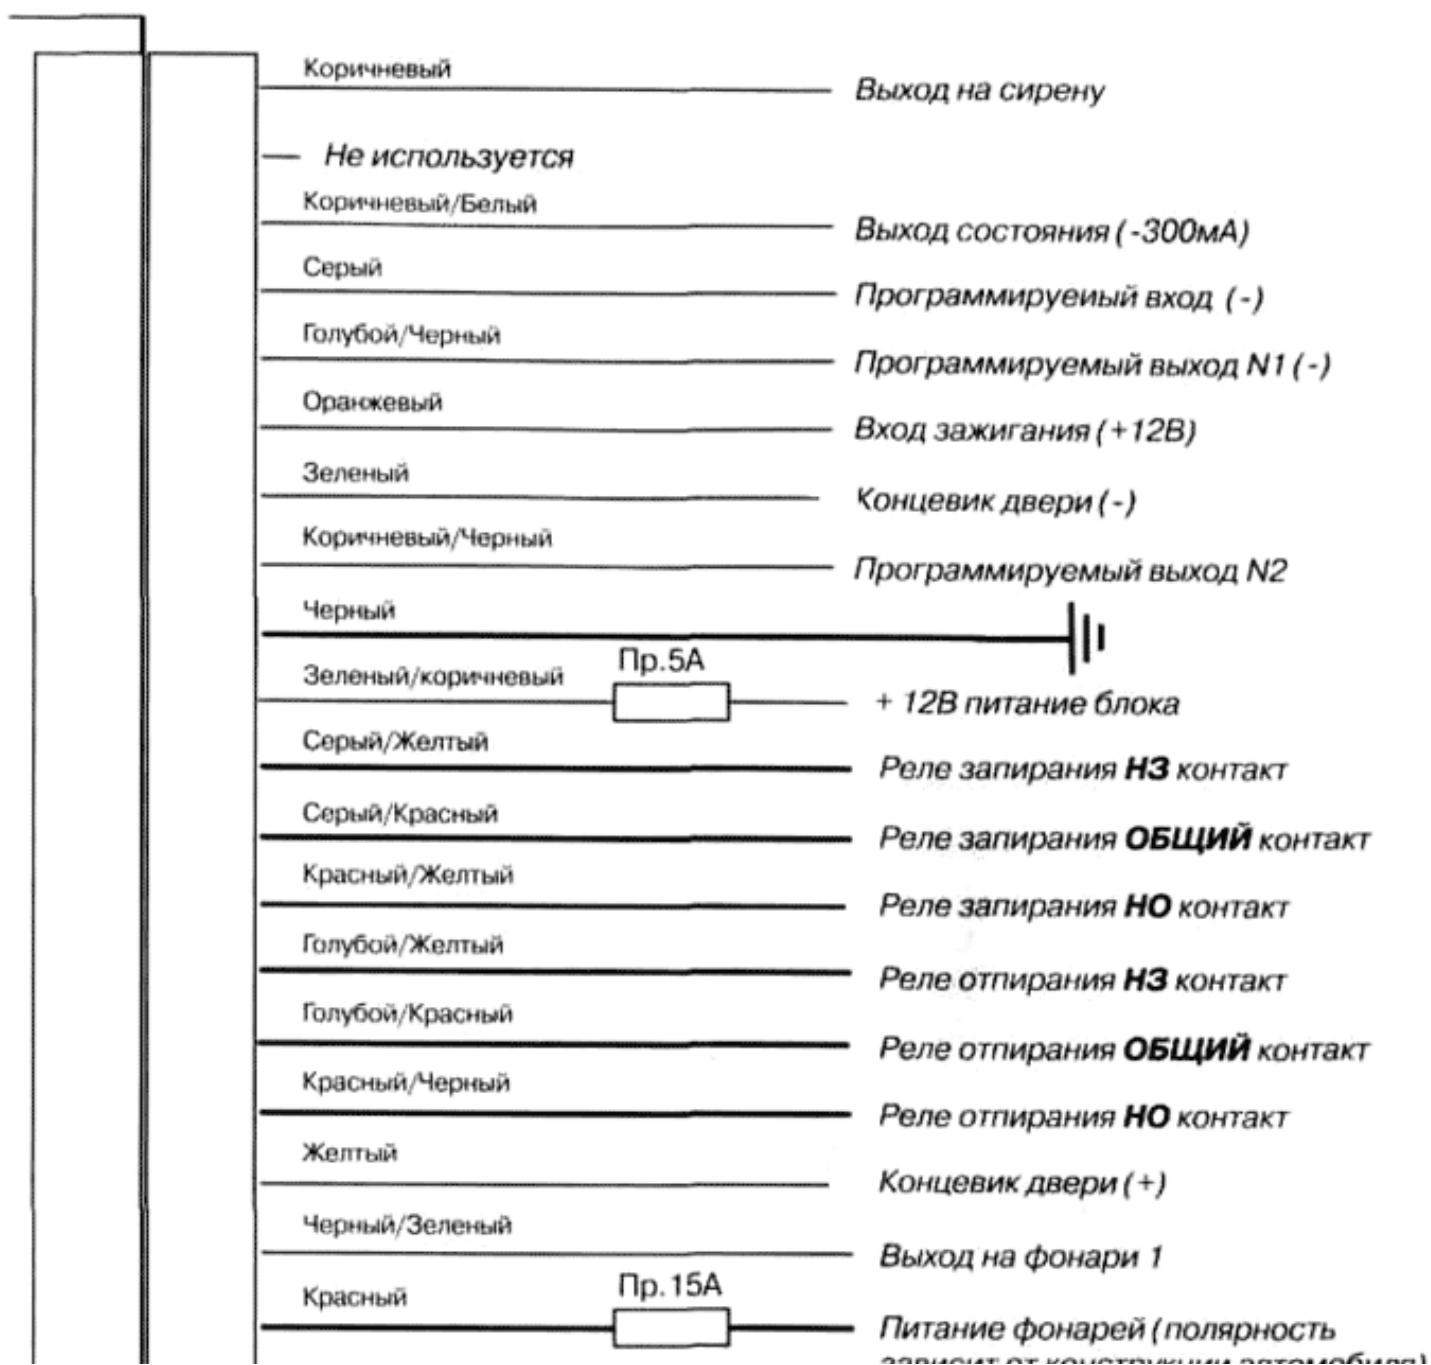 Коричневый
Выход на сирену
Не используется
Коричневый/Белый
Выход состояния (-300мА)
Серый
Программируеиый вход (-)
Голубой/Черный
Программируемый выход N1 (-)
Оранжевый
Вход зажигания (+12В)
Зеленый
Концевик двери (-)
Коричневый/Черный
Программируемый выход N2
Черный
Зеленый/коричневый
Пр.5А
+ 12В питание блока
Серый/Желтый
Реле запирания НЗ контакт
Серый/Красный
Реле запирания ОБЩИЙ контакт
Красный/Желтый
Реле запирания НО контакт
Голубой/Желтый
Реле отпирания НЗ контакт
Голубой/Красный
Реле отпирания ОБЩИЙ контакт
Красный/Черный
Реле отпирания НО контакт
Желтый
Концевик двери (+)
Черный/Зеленый
Выход на фонари 1
Красный
Пр.15А
Питание фонарей (полярность
зависит от конструкции автомобиля)